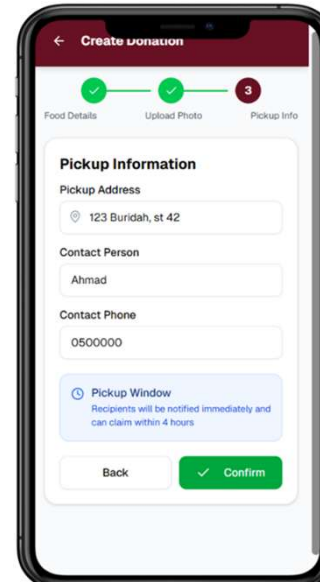 ← Create Donation
3
Food Details Upload Photo Pickup Info
Pickup Information
Pickup Address
123 Buridah, st 42
Contact Person
Ahmad
Contact Phone
0500000
Pickup Window
Recipients will be notified immediately and
can claim within 4 hours
Back ✓ Confirm